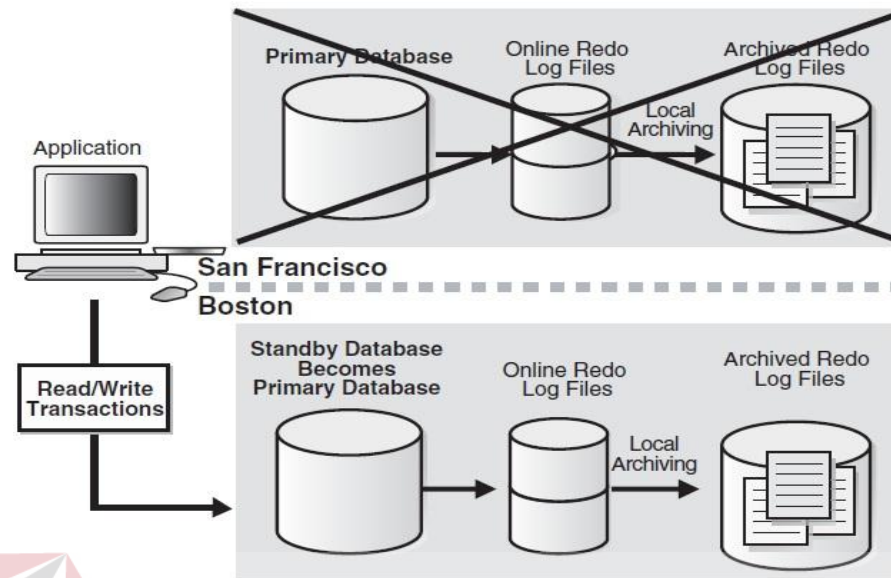 Primary Database
Online Redo
Log Files
Archived Redo
Log Files
Local
Archiving
Application
San Francisco
Boston
Read/Write
Transactions
Standby Database
Becomes
Primary Database
Online Redo
Log Files
Local
Archiving
Archived Redo
Log Files